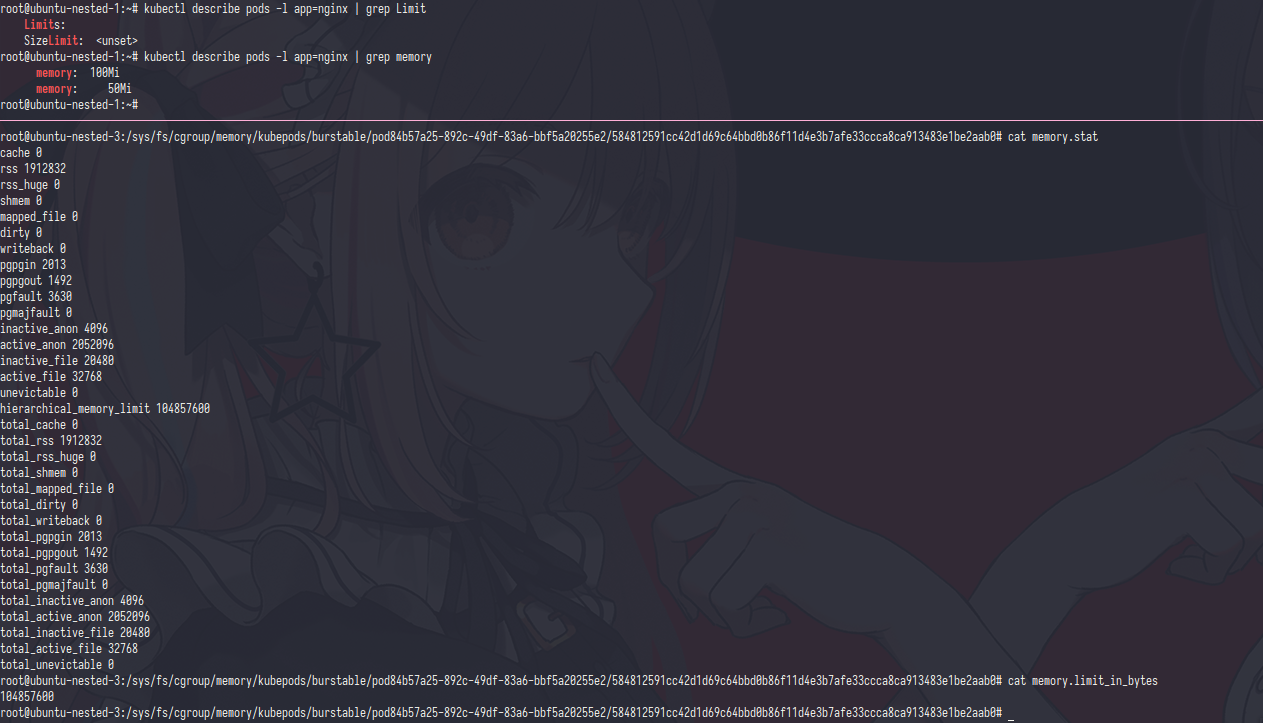 root@ubuntu-nested-1:~# kubectl describe pods -l app=nginx | grep Limit
    Limits:
    SizeLimit:  <unset>
root@ubuntu-nested-1:~# kubectl describe pods -l app=nginx | grep memory
      memory:  100Mi
      memory:     50Mi
root@ubuntu-nested-1:~#
root@ubuntu-nested-3:/sys/fs/cgroup/memory/kubepods/burstable/pod84b57a25-892c-49df-83a6-bbf5a20255e2/584812591cc42d1d69c64bbd0b86f11d4e3b7afe33ccca8ca913483e1be2aab0# cat memory.stat
cache 0
rss 1912832
rss_huge 0
shmem 0
mapped_file 0
dirty 0
writeback 0
pgpgin 2013
pgpgout 1492
pgfault 3630
pgmajfault 0
inactive_anon 4096
active_anon 2052096
inactive_file 20480
active_file 32768
unevictable 0
hierarchical_memory_limit 104857600
total_cache 0
total_rss 1912832
total_rss_huge 0
total_shmem 0
total_mapped_file 0
total_dirty 0
total_writeback 0
total_pgpgin 2013
total_pgpgout 1492
total_pgfault 3630
total_pgmajfault 0
total_inactive_anon 4096
total_active_anon 2052096
total_inactive_file 20480
total_active_file 32768
total_unevictable 0
root@ubuntu-nested-3:/sys/fs/cgroup/memory/kubepods/burstable/pod84b57a25-892c-49df-83a6-bbf5a20255e2/584812591cc42d1d69c64bbd0b86f11d4e3b7afe33ccca8ca913483e1be2aab0# cat memory.limit_in_bytes
104857600
root@ubuntu-nested-3:/sys/fs/cgroup/memory/kubepods/burstable/pod84b57a25-892c-49df-83a6-bbf5a20255e2/584812591cc42d1d69c64bbd0b86f11d4e3b7afe33ccca8ca913483e1be2aab0# _